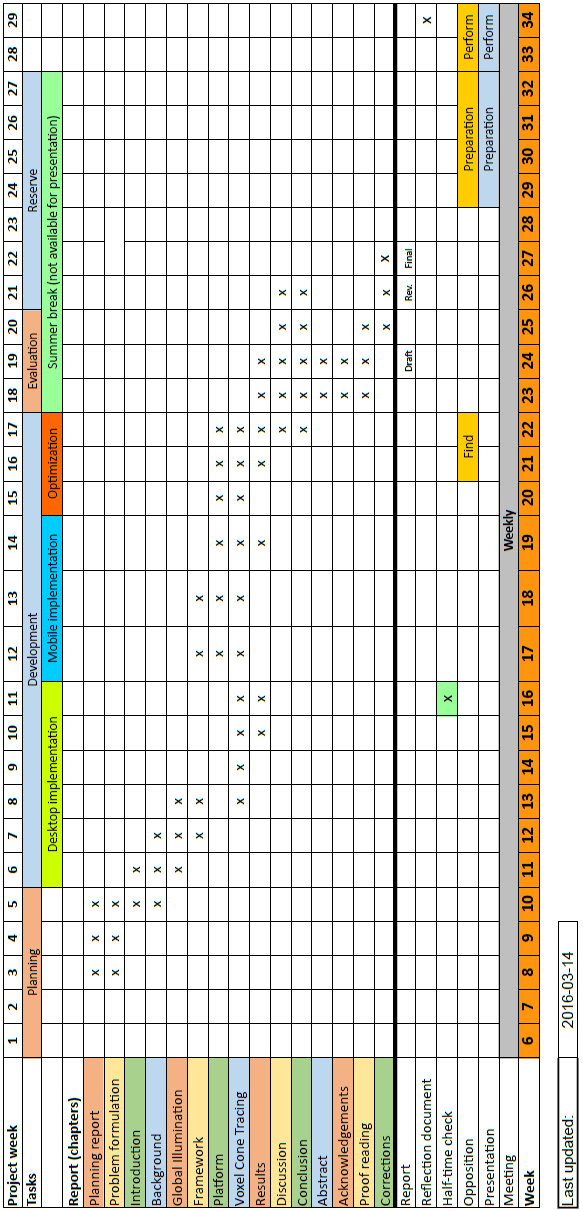 Project week 1 2 3 4 5 6 7 8 9 10 11 12 13 14 15 16 17 18 19 20 21 22 23 24 25 26 27 28 29
Tasks Planning Development Evaluation Reserve
Desktop implementation Mobile implementation Optimization Summer break (not available for presentation)
Report (chapters)
Planning report x x x
Problem formulation x x x
Introduction x x
Background x x x
Global Illumination x x x
Framework x x x x
Platform x x x x x x
Voxel Cone Tracing x x x x x x x x x x
Results x x x x x x x
Discussion x x x x x
Conclusion x x x x x
Abstract x x
Acknowledgements x x
Proof reading x x x
Corrections x x x
Report Draft Rev. Final
Reflection document x
Half-time check x
Opposition Find Preparation Perform
Presentation Preparation Perform
Meeting Weekly
Week 6 7 8 9 10 11 12 13 14 15 16 17 18 19 20 21 22 23 24 25 26 27 28 29 30 31 32 33 34
Last updated: 2016-03-14